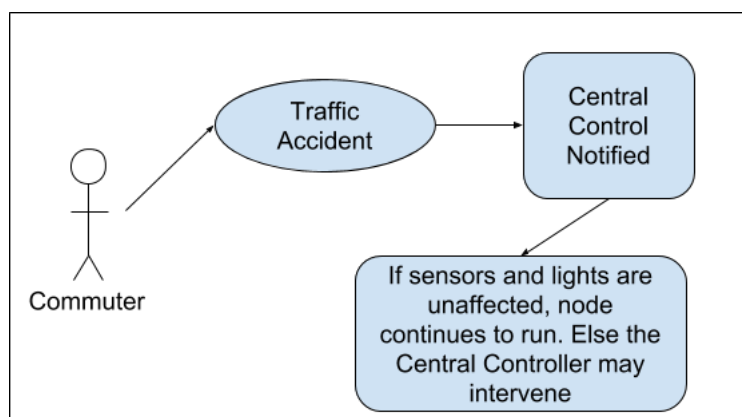 Traffic
Accident
Central
Control
Notified
Commuter
If sensors and lights are
unaffected, node
continues to run. Else the
Central Controller may
intervene